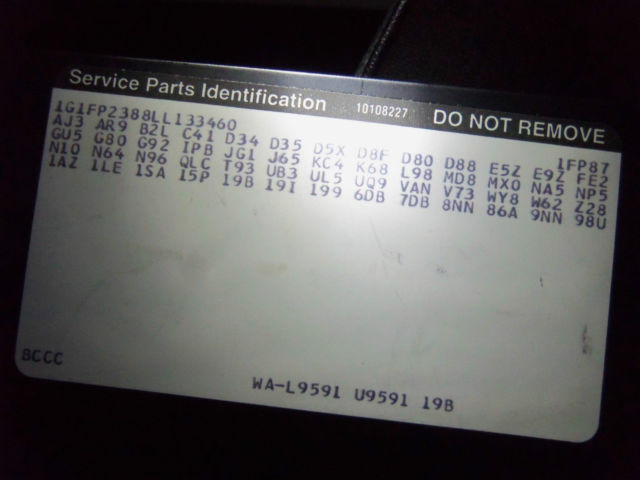 Service Parts Identification 10108227 DO NOT REMOVE
1G1FP2388LL133460 1FP87
AJ3 AR9 B2L C41 D34 D35 D5X D8F D80 D88 E5Z E9Z FE2
GU5 G80 G92 IPB JG1 J65 KC4 K68 L98 MD8 MX0 NA5 NP5
N10 N64 N96 QLC T93 UB3 UL5 UQ9 VAN V73 WY8 W62 Z28
1AZ 1LE 1SA 15P 19B 19I 199 6DB 7DB 8NN 86A 9NN 98U
BCCC
WA-L9591 U9591 19B